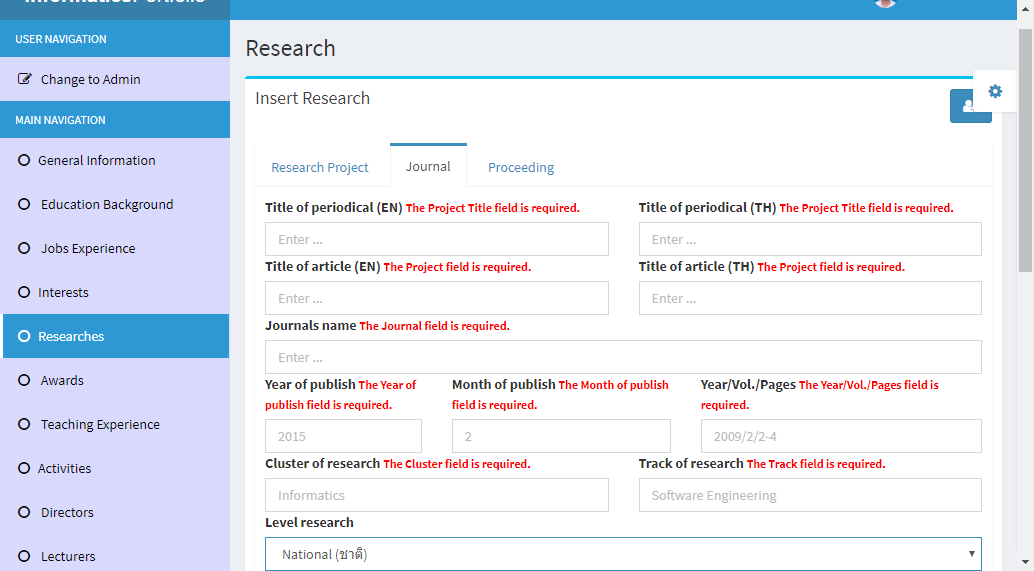 USER NAVIGATION
Change to Admin
MAIN NAVIGATION
General Information
Education Background
Jobs Experience
Interests
Researches
Awards
Teaching Experience
Activities
Directors
Lecturers
Research
Insert Research
Research Project
Journal
Proceeding
Title of periodical (EN) The Project Title field is required.
Title of periodical (TH) The Project Title field is required.
Enter ...
Enter ...
Title of article (EN) The Project field is required.
Title of article (TH) The Project field is required.
Enter ...
Enter ...
Journals name The Journal field is required.
Enter ...
Year of publish The Year of
publish field is required.
Month of publish The Month of publish
field is required.
Year/Vol./Pages The Year/Vol./Pages field is
required.
2015
2
2009/2/2-4
Cluster of research The Cluster field is required.
Track of research The Track field is required.
Informatics
Software Engineering
Level research
National (ชาติ)